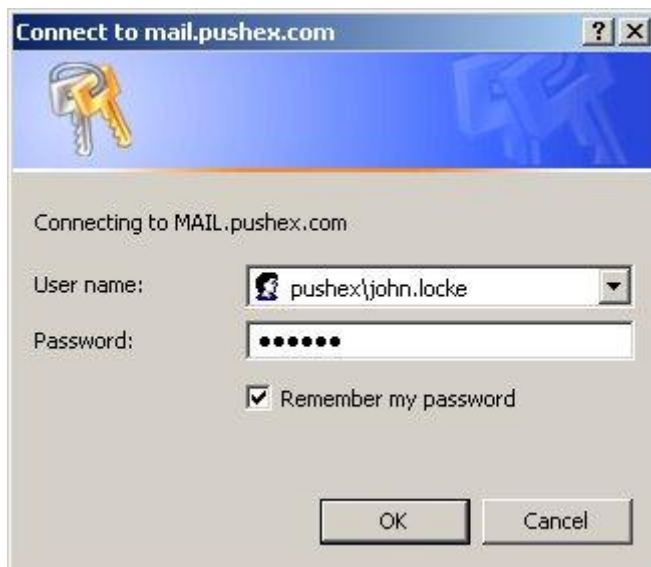 Connect to mail.pushex.com
Connecting to MAIL.pushex.com
User name: pushex\john.locke
Password: ●●●●●●
Remember my password
OK Cancel